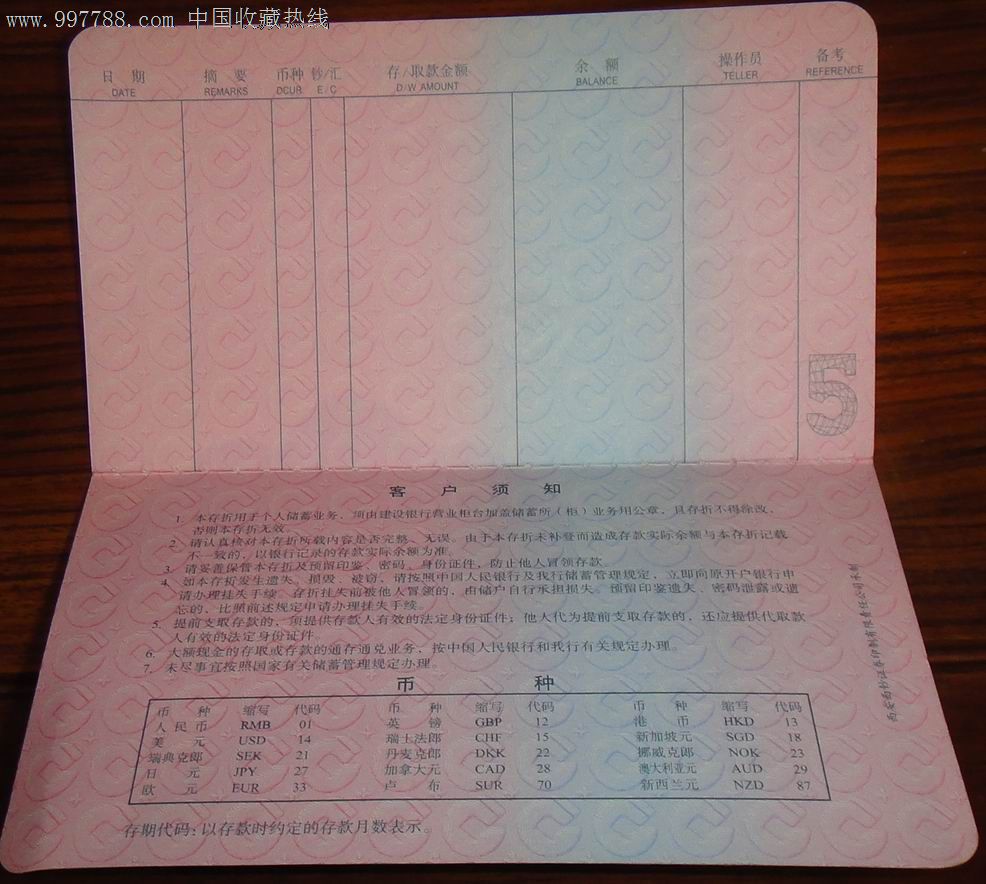 www.997788.com 中国收藏热线
日 期 摘 要 币种 钞/汇 存/取款金额 余 额 操作员 备考
DATE REMARKS DCUR E/C D/W AMOUNT BALANCE TELLER REFERENCE
5
客 户 须 知
1. 本存折用于个人储蓄业务，须由建设银行营业柜台加盖储蓄所（柜）业务用公章，且存折不得涂改，
否则本存折无效。
2. 请认真核对本存折所载内容是否完整、无误。由于本存折未补登而造成存款实际余额与本存折记载
不一致的，以银行记录的存款实际余额为准。
3. 请妥善保管本存折及预留印鉴、密码、身份证件，防止他人冒领存款。
4. 如本存折发生遗失、损毁、被窃，请按照中国人民银行及我行储蓄管理规定，立即向原开户银行申
请办理挂失手续。存折挂失前被他人冒领的，由储户自行承担损失。预留印鉴遗失、密码泄露或遗
忘的，比照前述规定申请办理挂失手续。
5. 提前支取存款的，须提供存款人有效的法定身份证件；他人代为提前支取存款的，还应提供代取款
人有效的法定身份证件。
6. 大额现金的存取或存款的通存通兑业务，按中国人民银行和我行有关规定办理。
7. 未尽事宜按照国家有关储蓄管理规定办理。
币 种
币 种 缩写 代码 币 种 缩写 代码 币 种 缩写 代码
人民币 RMB 01 英 镑 GBP 12 港 币 HKD 13
美 元 USD 14 瑞士法郎 CHF 15 新加坡元 SGD 18
瑞典克郎 SEK 21 丹麦克郎 DKK 22 挪威克郎 NOK 23
日 元 JPY 27 加拿大元 CAD 28 澳大利亚元 AUD 29
欧 元 EUR 33 卢 布 SUR 70 新西兰元 NZD 87
存期代码：以存款时约定的存款月数表示。
西安西钞证券印制有限责任公司承制